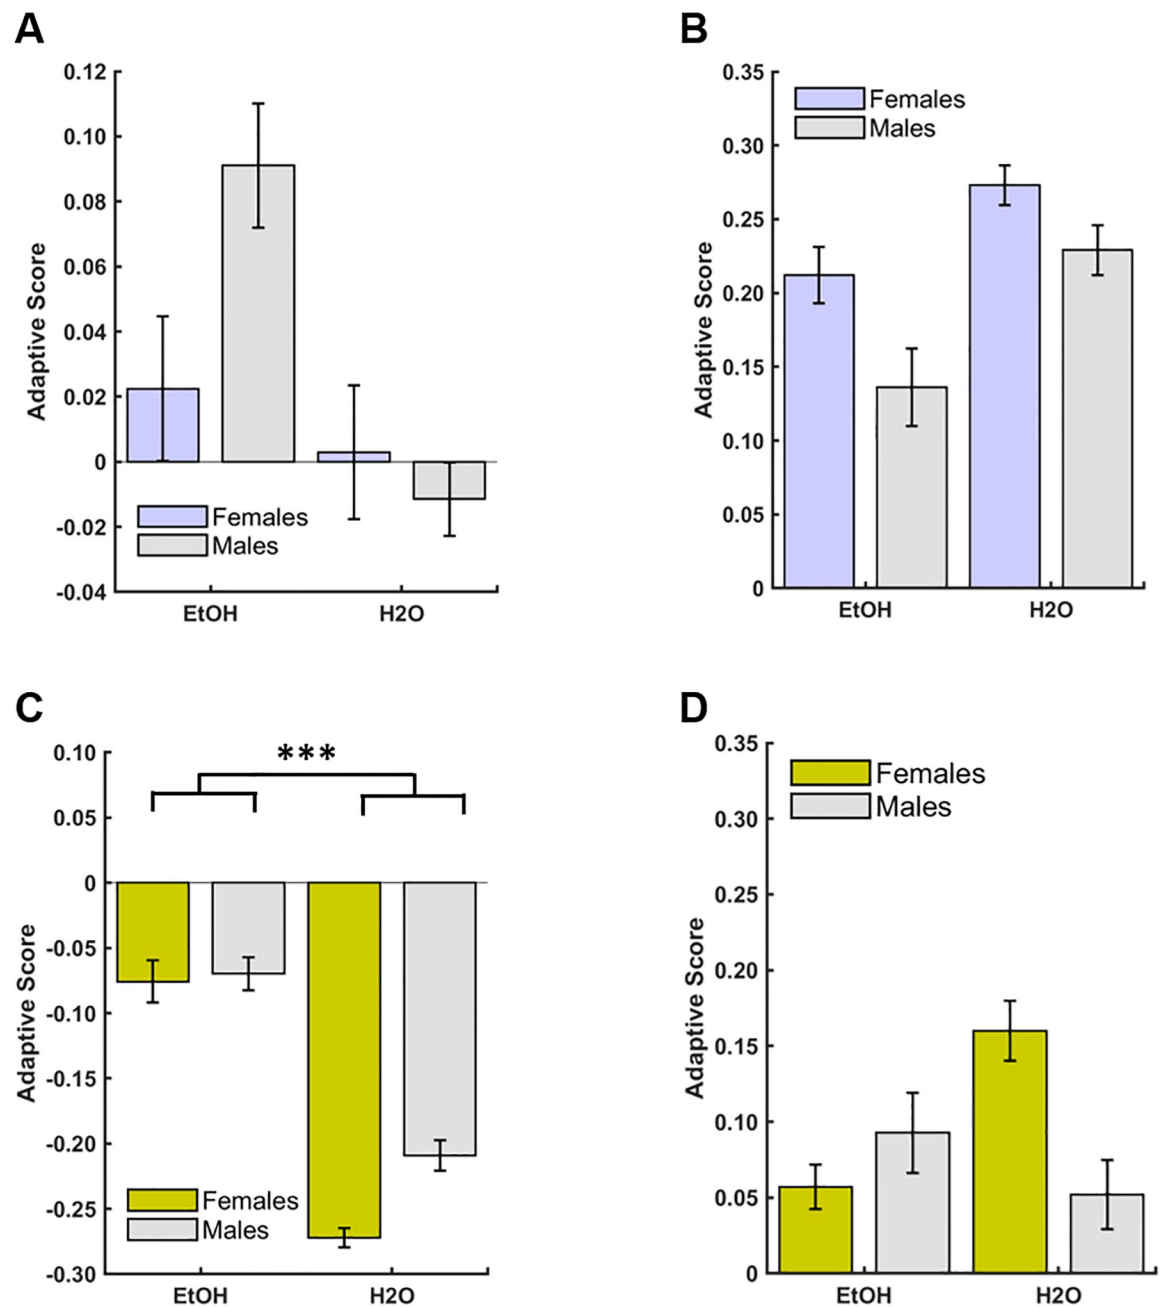 A
0.12
0.10
0.08
0.06
0.04
0.02
0
-0.02
-0.04
Adaptive Score
Females
Males
EtOH H2O
B
0.35
0.30
0.25
0.20
0.15
0.10
0.05
0
Adaptive Score
Females
Males
EtOH H2O
C
0.10
0.05
0
-0.05
-0.10
-0.15
-0.20
-0.25
-0.30
Adaptive Score
***
Females
Males
EtOH H2O
D
0.35
0.30
0.25
0.20
0.15
0.10
0.05
0
Adaptive Score
Females
Males
EtOH H2O